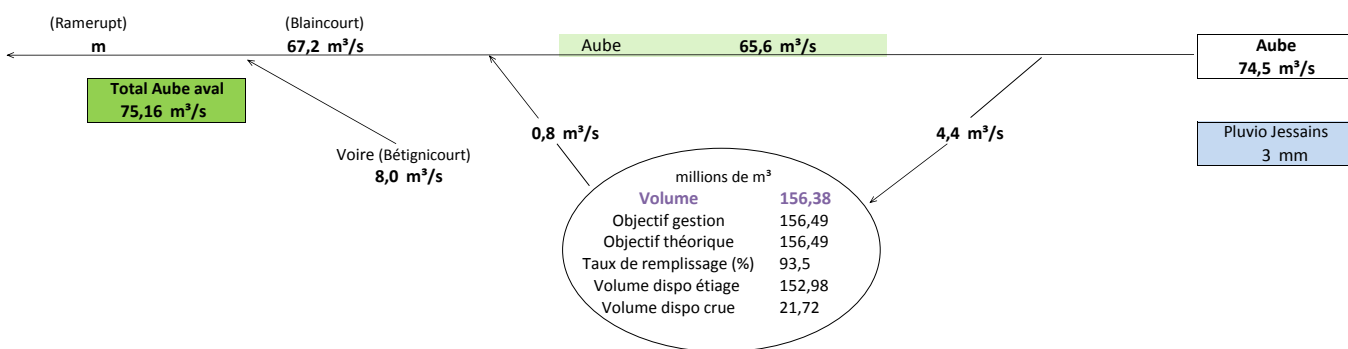 (Ramerupt)
m
(Blaincourt)
67,2 m³/s
Aube 65,6 m³/s
Aube
74,5 m³/s
Total Aube aval
75,16 m³/s
0,8 m³/s
4,4 m³/s
Pluvio Jessains
3 mm
Voire (Bétignicourt)
8,0 m³/s
millions de m³
Volume 156,38
Objectif gestion 156,49
Objectif théorique 156,49
Taux de remplissage (%) 93,5
Volume dispo étiage 152,98
Volume dispo crue 21,72